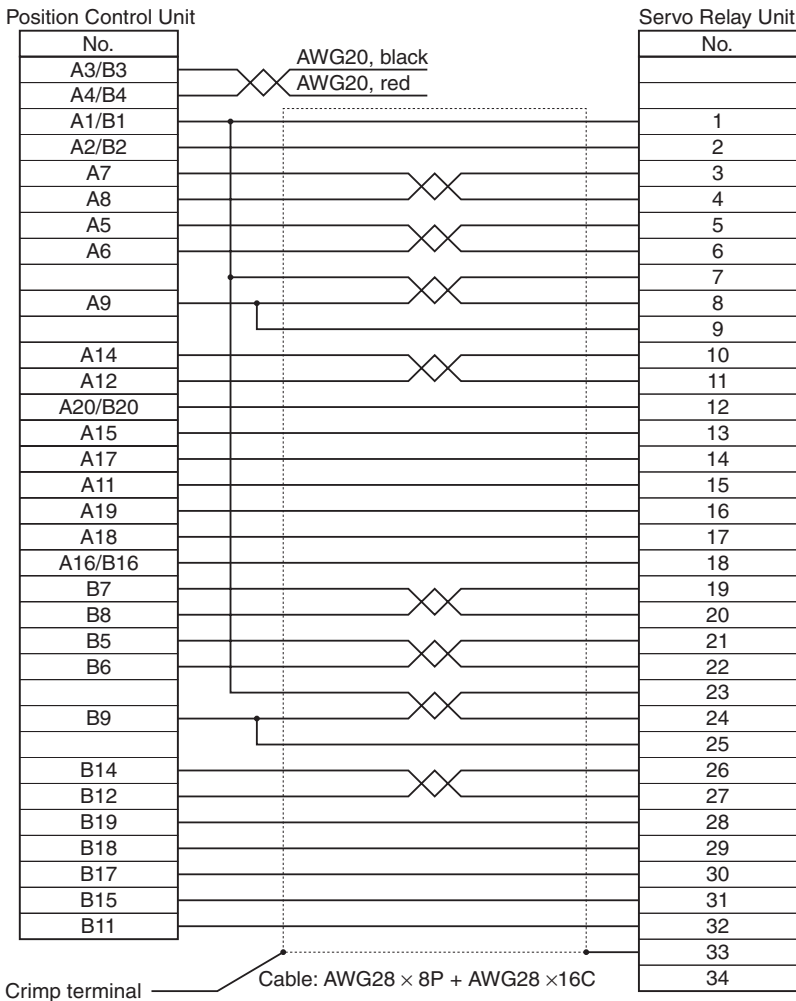 Position Control Unit Servo Relay Unit
No. No.
A3/B3 AWG20, black
A4/B4 AWG20, red
A1/B1 1
A2/B2 2
A7 3
A8 4
A5 5
A6 6
7
A9 8
9
A14 10
A12 11
A20/B20 12
A15 13
A17 14
A11 15
A19 16
A18 17
A16/B16 18
B7 19
B8 20
B5 21
B6 22
23
B9 24
25
B14 26
B12 27
B19 28
B18 29
B17 30
B15 31
B11 32
33
Crimp terminal Cable: AWG28 × 8P + AWG28 ×16C 34